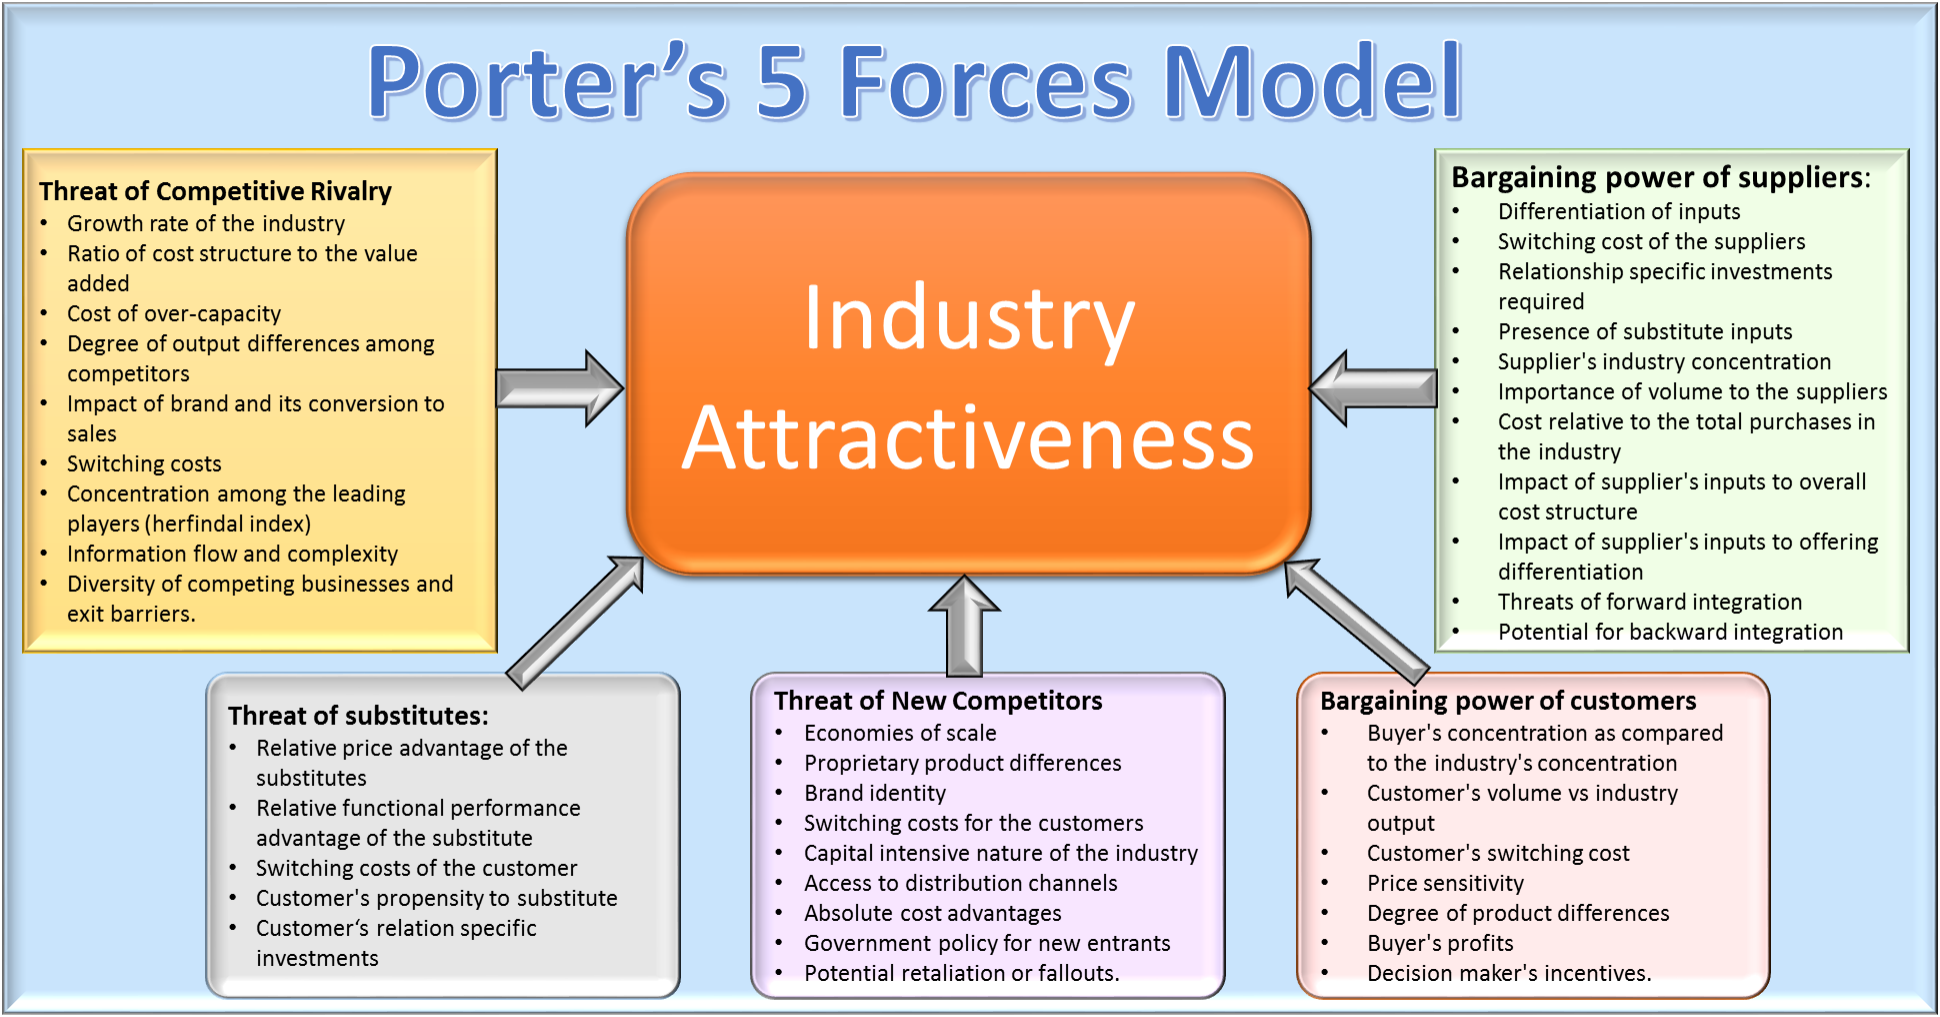 Porter’s 5 Forces Model
Threat of Competitive Rivalry
• Growth rate of the industry
• Ratio of cost structure to the value
added
• Cost of over-capacity
• Degree of output differences among
competitors
• Impact of brand and its conversion to
sales
• Switching costs
• Concentration among the leading
players (herfindal index)
• Information flow and complexity
• Diversity of competing businesses and
exit barriers.
Industry
Attractiveness
Bargaining power of suppliers:
• Differentiation of inputs
• Switching cost of the suppliers
• Relationship specific investments
required
• Presence of substitute inputs
• Supplier's industry concentration
• Importance of volume to the suppliers
• Cost relative to the total purchases in
the industry
• Impact of supplier's inputs to overall
cost structure
• Impact of supplier's inputs to offering
differentiation
• Threats of forward integration
• Potential for backward integration
Threat of substitutes:
• Relative price advantage of the
substitutes
• Relative functional performance
advantage of the substitute
• Switching costs of the customer
• Customer's propensity to substitute
• Customer‘s relation specific
investments
Threat of New Competitors
• Economies of scale
• Proprietary product differences
• Brand identity
• Switching costs for the customers
• Capital intensive nature of the industry
• Access to distribution channels
• Absolute cost advantages
• Government policy for new entrants
• Potential retaliation or fallouts.
Bargaining power of customers
• Buyer's concentration as compared
to the industry's concentration
• Customer's volume vs industry
output
• Customer's switching cost
• Price sensitivity
• Degree of product differences
• Buyer's profits
• Decision maker's incentives.